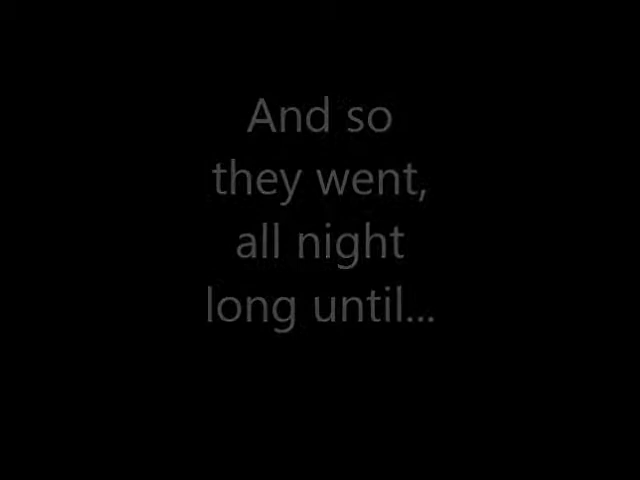 And so
they went,
all night
long until...